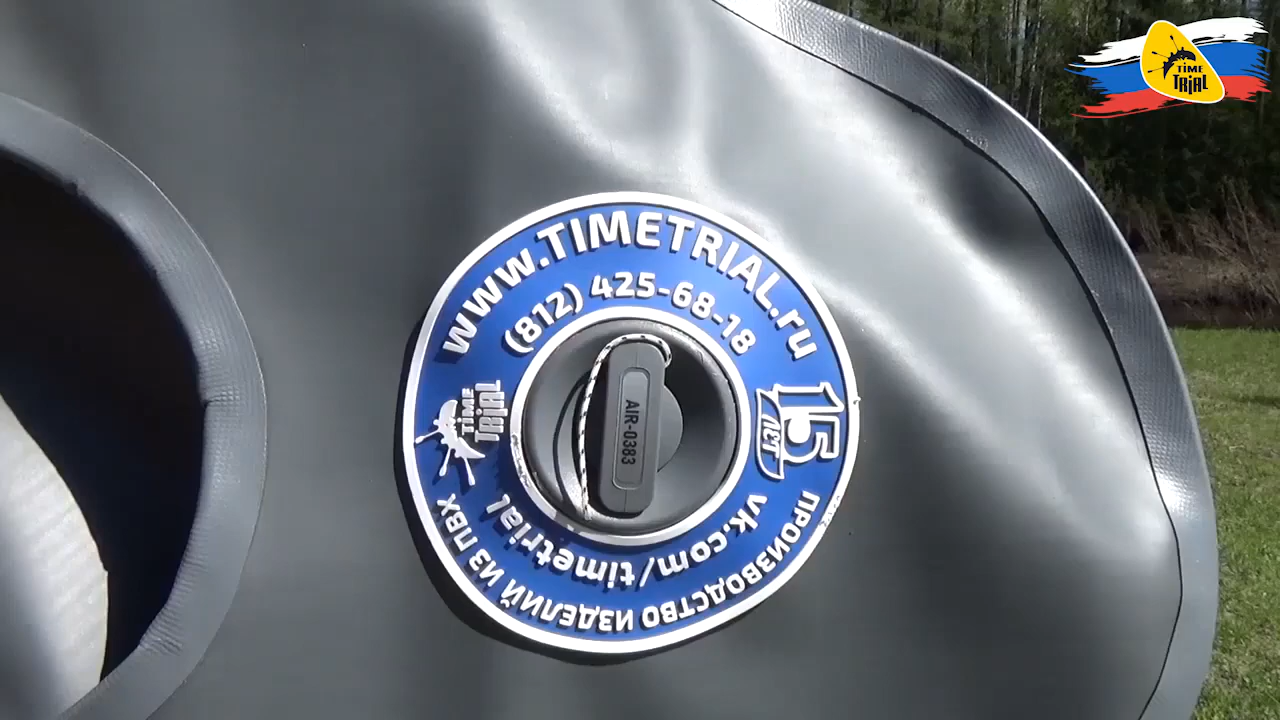 TIME
TRIAL
www.TIMETRIAL.ru
(812) 425-68-18
TIME
TRIAL
AIR-0383
15
ЛЕТ
vk.com/timetrial
ПРОИЗВОДСТВО ИЗДЕЛИЙ ИЗ ПВХ